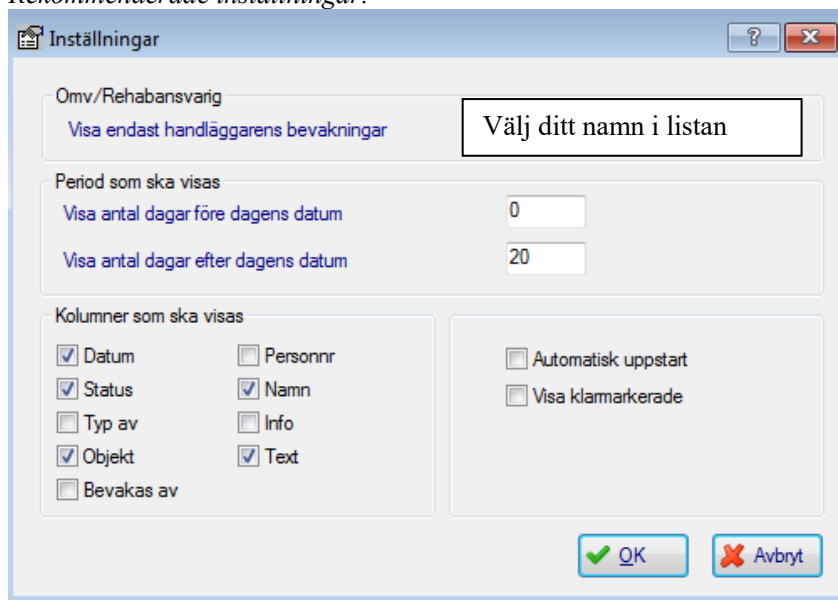 Rekommenderade inställningar:
Inställningar
Omv/Rehabansvarig
Visa endast handläggarens bevakningar
Välj ditt namn i listan
Period som ska visas
Visa antal dagar före dagens datum 0
Visa antal dagar efter dagens datum 20
Kolumner som ska visas
Datum Personnr
Status Namn
Typ av Info
Objekt Text
Bevakas av
Automatisk uppstart
Visa klarmarkerade
OK Avbryt